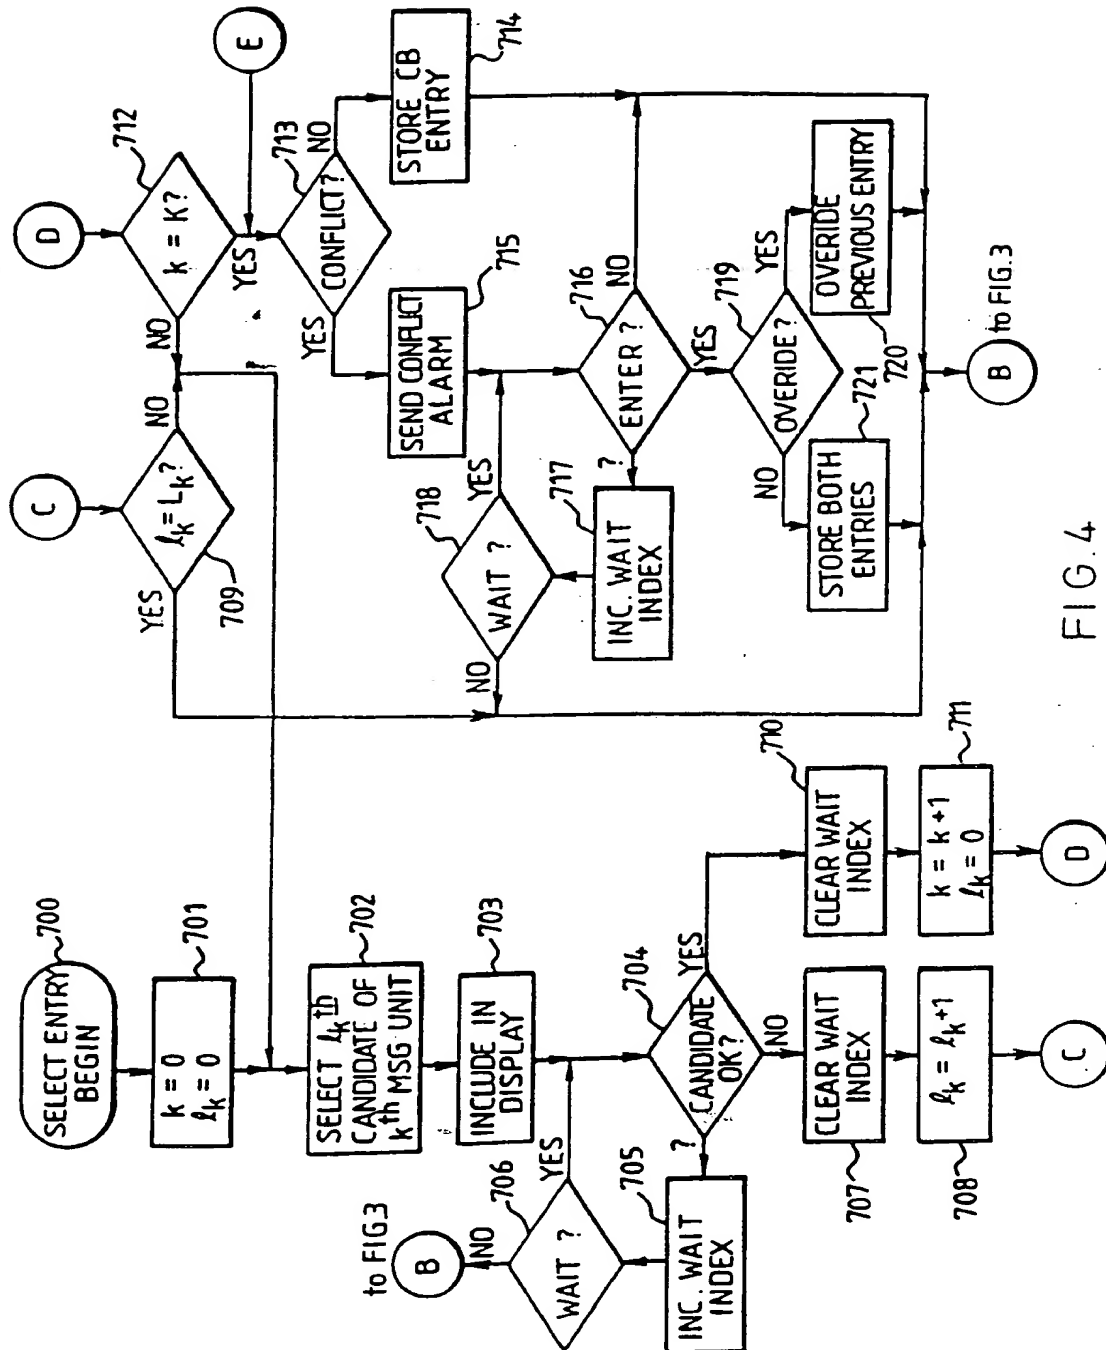 700
SELECT ENTRY
BEGIN
701
k = 0
ℓk = 0
702
SELECT ℓkth
CANDIDATE OF
kth MSG UNIT
703
INCLUDE IN
DISPLAY
704
CANDIDATE
OK?
YES
NO
?
705
INC. WAIT
INDEX
706
WAIT ?
YES
NO
B
to FIG3
707
CLEAR WAIT
INDEX
708
ℓk = ℓk+1
C
710
CLEAR WAIT
INDEX
711
k = k+1
ℓk = 0
D
C
ℓk = Lk?
709
YES
NO
D
712
k = K?
NO
YES
E
713
CONFLICT?
NO
YES
714
STORE CB
ENTRY
715
SEND CONFLICT
ALARM
716
ENTER ?
NO
YES
?
717
INC. WAIT
INDEX
718
WAIT ?
YES
NO
719
OVERRIDE?
YES
NO
OVERIDE
PREVIOUS ENTRY
720
721
STORE BOTH
ENTRIES
B
to FIG.3
FIG.4